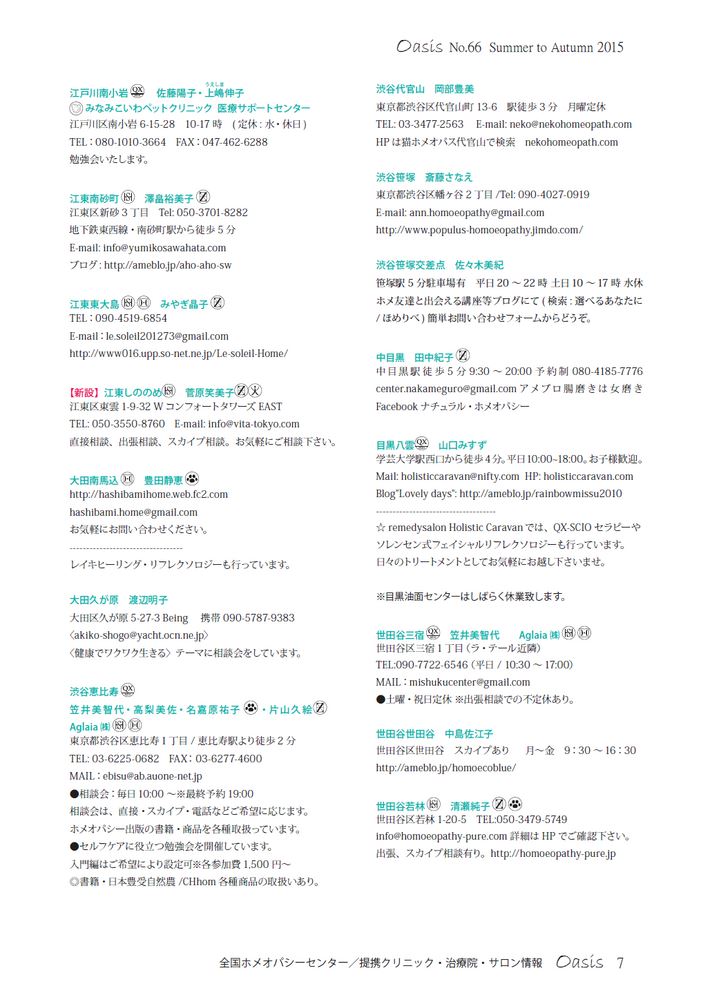 Oasis No.66 Summer to Autumn 2015
江戸川南小岩 QX 佐藤陽子・上嶋伸子
うえしま
みなみこいわペットクリニック 医療サポートセンター
江戸川区南小岩 6-15-28 10-17 時 ( 定休 : 水・休日 )
TEL : 080-1010-3664 FAX : 047-462-6288
勉強会いたします。
江東南砂町 澤畠裕美子 Z
江東区新砂 3 丁目 Tel: 050-3701-8282
地下鉄東西線・南砂町駅から徒歩 5 分
E-mail: info@yumikosawahata.com
ブログ : http://ameblo.jp/aho-aho-sw
江東東大島 H みやぎ晶子 Z
TEL : 090-4519-6854
E-mail : le.soleil201273@gmail.com
http://www016.upp.so-net.ne.jp/Le-soleil-Home/
【新設】江東しののめ 菅原笑美子 Z 火
江東区東雲 1-9-32 W コンフォートタワーズ EAST
TEL: 050-3550-8760 E-mail: info@vita-tokyo.com
直接相談、出張相談、スカイプ相談。お気軽にご相談下さい。
大田南馬込 H 豊田静恵
http://hashibamihome.web.fc2.com
hashibami.home@gmail.com
お気軽にお問い合わせください。
----------------------------------
レイキヒーリング・リフレクソロジーも行っています。
大田久が原 渡辺明子
大田区久が原 5-27-3 Being 携帯 090-5787-9383
〈akiko-shogo@yacht.ocn.ne.jp〉
〈健康でワクワク生きる〉テーマに相談会をしています。
渋谷恵比寿 QX
笠井美智代・高梨美佐・名嘉原祐子 ・片山久絵 Z
Aglaia ㈱ H
東京都渋谷区恵比寿 1 丁目 / 恵比寿駅より徒歩 2 分
TEL: 03-6225-0682 FAX : 03-6277-4600
MAIL : ebisu@ab.auone-net.jp
●相談会 : 毎日 10:00 ～※最終予約 19:00
相談会は、直接・スカイプ・電話などご希望に応じます。
ホメオパシー出版の書籍・商品を各種取扱っています。
●セルフケアに役立つ勉強会を開催しています。
入門編はご希望により設定可※各参加費 1,500 円～
◎書籍・日本豊受自然農 /CHhom 各種商品の取扱いあり。
渋谷代官山 岡部豊美
東京都渋谷区代官山町 13-6 駅徒歩 3 分 月曜定休
TEL: 03-3477-2563 E-mail: neko@nekohomeopath.com
HP は猫ホメオパス代官山で検索 nekohomeopath.com
渋谷笹塚 斎藤さなえ
東京都渋谷区幡ヶ谷 2 丁目 /Tel: 090-4027-0919
E-mail: ann.homoeopathy@gmail.com
http://www.populus-homoeopathy.jimdo.com/
渋谷笹塚交差点 佐々木美紀
笹塚駅 5 分駐車場有 平日 20 ～ 22 時 土日 10 ～ 17 時 水休
ホメ友達と出会える講座等ブログにて ( 検索 : 選べるあなたに
/ ほめりべ ) 簡単お問い合わせフォームからどうぞ。
中目黒 田中紀子 Z
中目黒駅徒歩 5 分 9:30 ～ 20:00 予約制 080-4185-7776
center.nakameguro@gmail.com アメブロ腸磨きは女磨き
Facebook ナチュラル・ホメオパシー
目黒八雲 QX 山口みすず
学芸大学駅西口から徒歩 4 分。平日 10:00~18:00。お子様歓迎。
Mail: holisticcaravan@nifty.com HP: holisticcaravan.com
Blog"Lovely days": http://ameblo.jp/rainbowmissu2010
------------------------------------
☆ remedysalon Holistic Caravan では、QX-SCIO セラピーや
ソレンセン式フェイシャルリフレクソロジーも行っています。
日々のトリートメントとしてお気軽にお越し下さいませ。
※目黒油面センターはしばらく休業致します。
世田谷三宿 QX 笠井美智代 Aglaia ㈱ H
世田谷区三宿 1 丁目 (ラ・テール近隣)
TEL:090-7722-6546 (平日 / 10:30 ～ 17:00)
MAIL : mishukucenter@gmail.com
●土曜・祝日定休 ※出張相談での不定休あり。
世田谷世田谷 中島佐江子
世田谷区世田谷 スカイプあり 月～金 9：30 ～ 16：30
http://ameblo.jp/homoecoblue/
世田谷若林 清瀬純子 Z
世田谷区若林 1-20-5 TEL:050-3479-5749
info@homoeopathy-pure.com 詳細は HP でご確認下さい。
出張、スカイプ相談有り。http://homoeopathy-pure.jp
全国ホメオパシーセンター／提携クリニック・治療院・サロン情報 Oasis 7